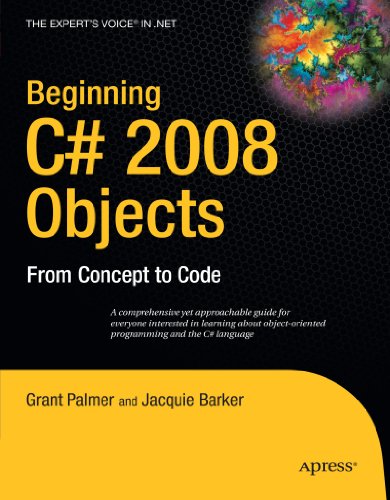 THE EXPERT'S VOICE® IN .NET
Beginning
C# 2008
Objects
From Concept to Code
A comprehensive yet approachable guide for
everyone interested in learning about object-oriented
programming and the C# language
Grant Palmer and Jacquie Barker
Apress®